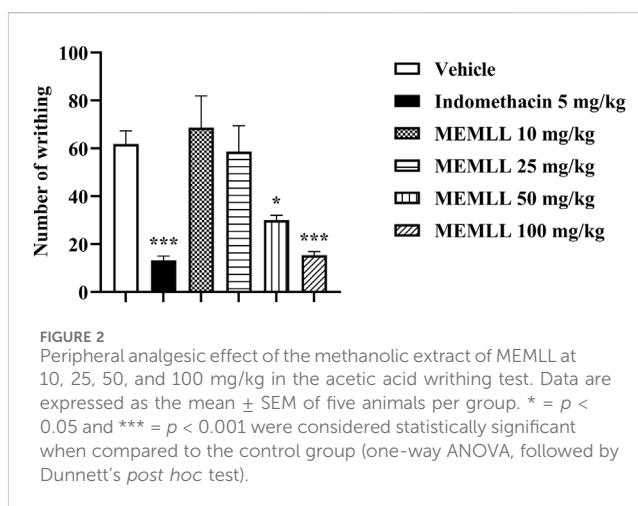 100
80
60
40
20
0
Number of writhing
***
*
***
Vehicle
Indomethacin 5 mg/kg
MEMLL 10 mg/kg
MEMLL 25 mg/kg
MEMLL 50 mg/kg
MEMLL 100 mg/kg
FIGURE 2
Peripheral analgesic effect of the methanolic extract of MEMLL at
10, 25, 50, and 100 mg/kg in the acetic acid writhing test. Data are
expressed as the mean ± SEM of five animals per group. * = p <
0.05 and *** = p < 0.001 were considered statistically significant
when compared to the control group (one-way ANOVA, followed by
Dunnett's post hoc test).